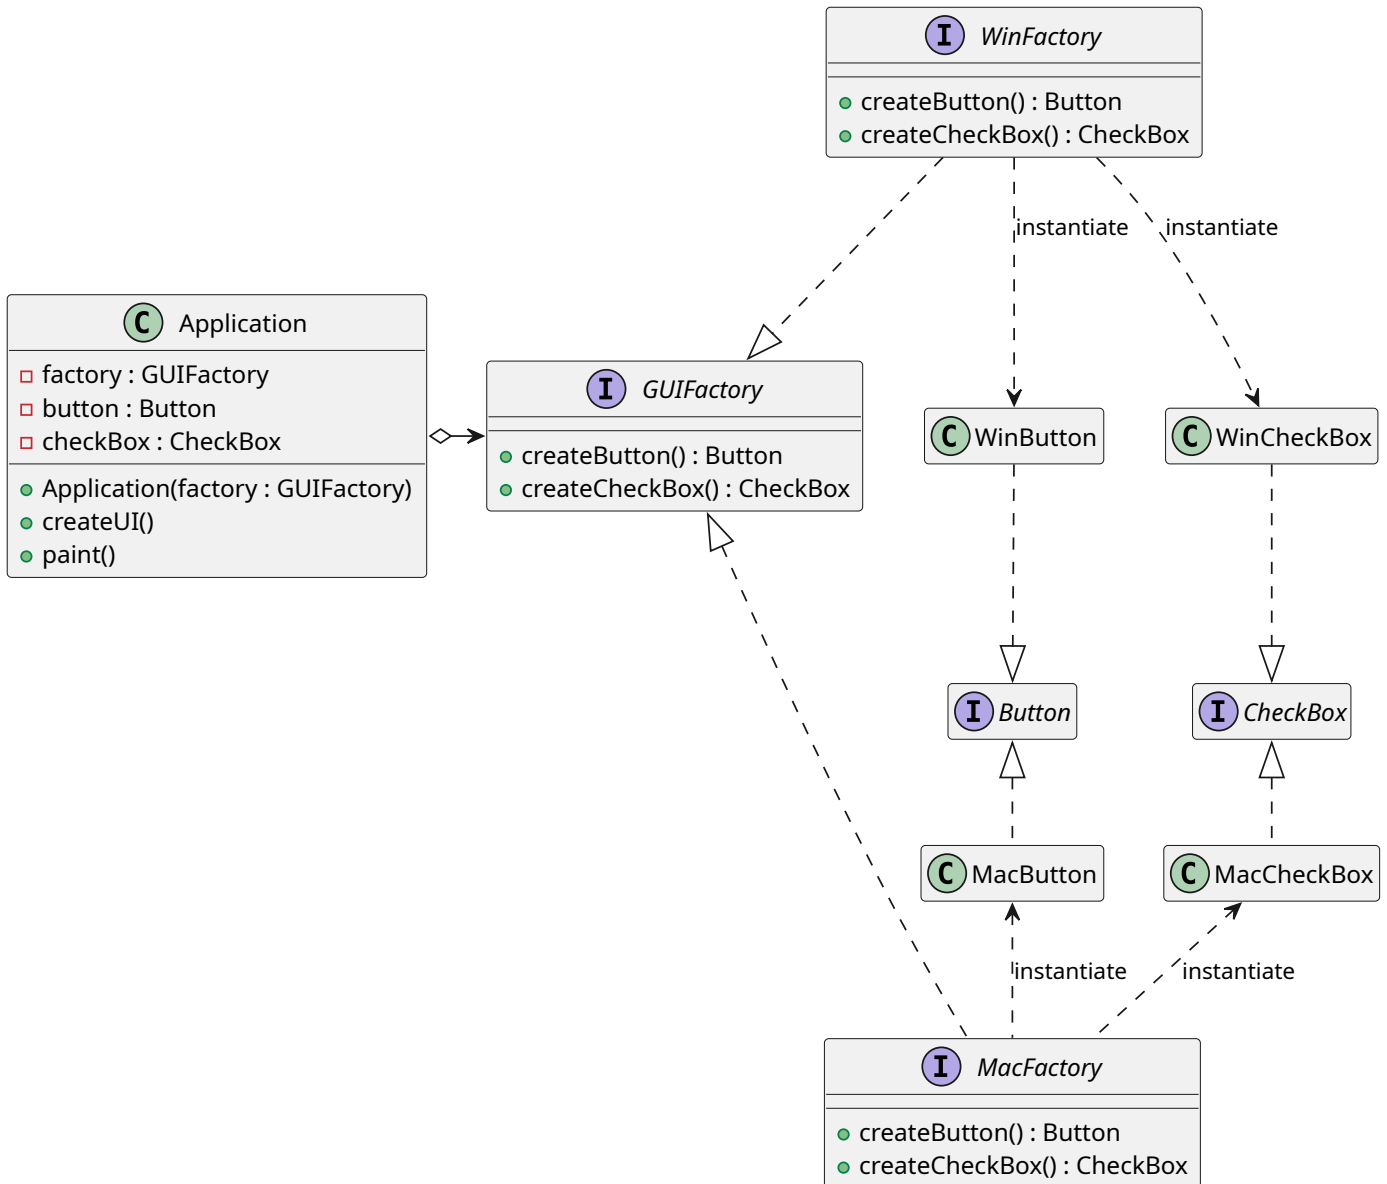 I WinFactory
createButton() : Button
createCheckBox() : CheckBox
instantiate
instantiate
C Application
factory : GUIFactory
button : Button
checkBox : CheckBox
Application(factory : GUIFactory)
createUI()
paint()
I GUIFactory
createButton() : Button
createCheckBox() : CheckBox
C WinButton
C WinCheckBox
I Button
I CheckBox
C MacButton
C MacCheckBox
instantiate
instantiate
I MacFactory
createButton() : Button
createCheckBox() : CheckBox